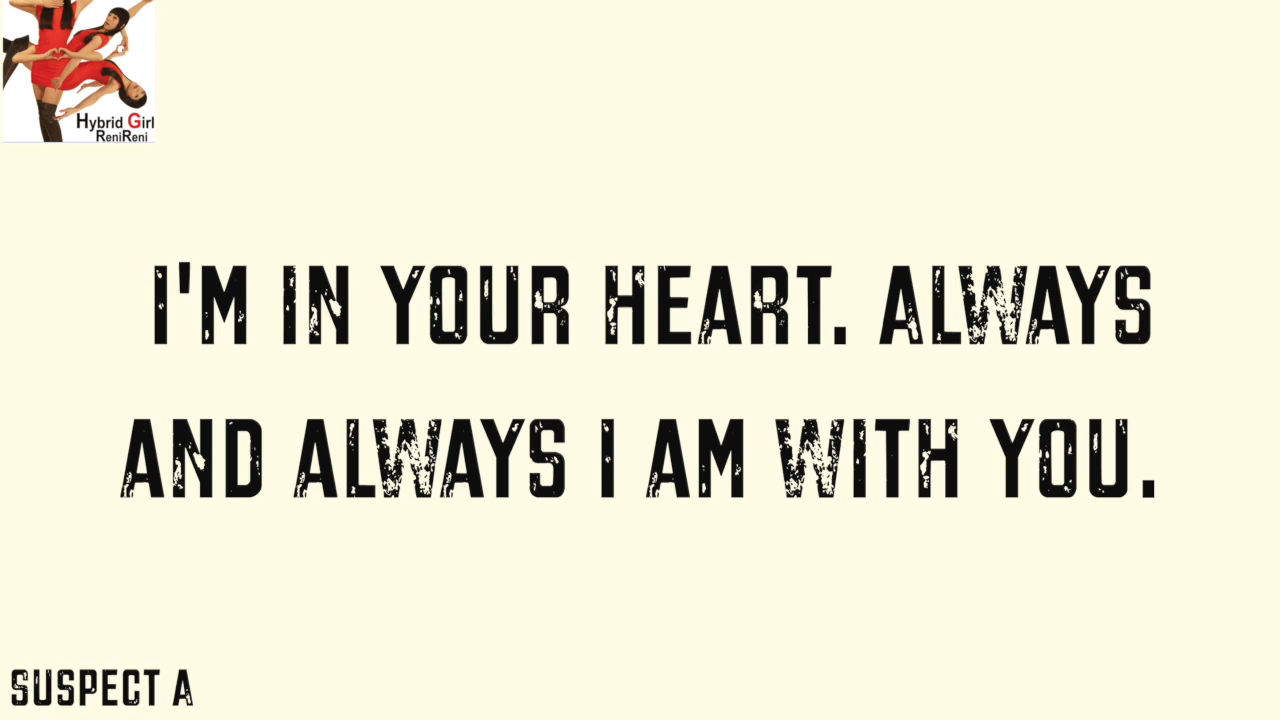 Hybrid Girl
ReniReni
I'M IN YOUR HEART. ALWAYS
AND ALWAYS I AM WITH YOU.
SUSPECT A